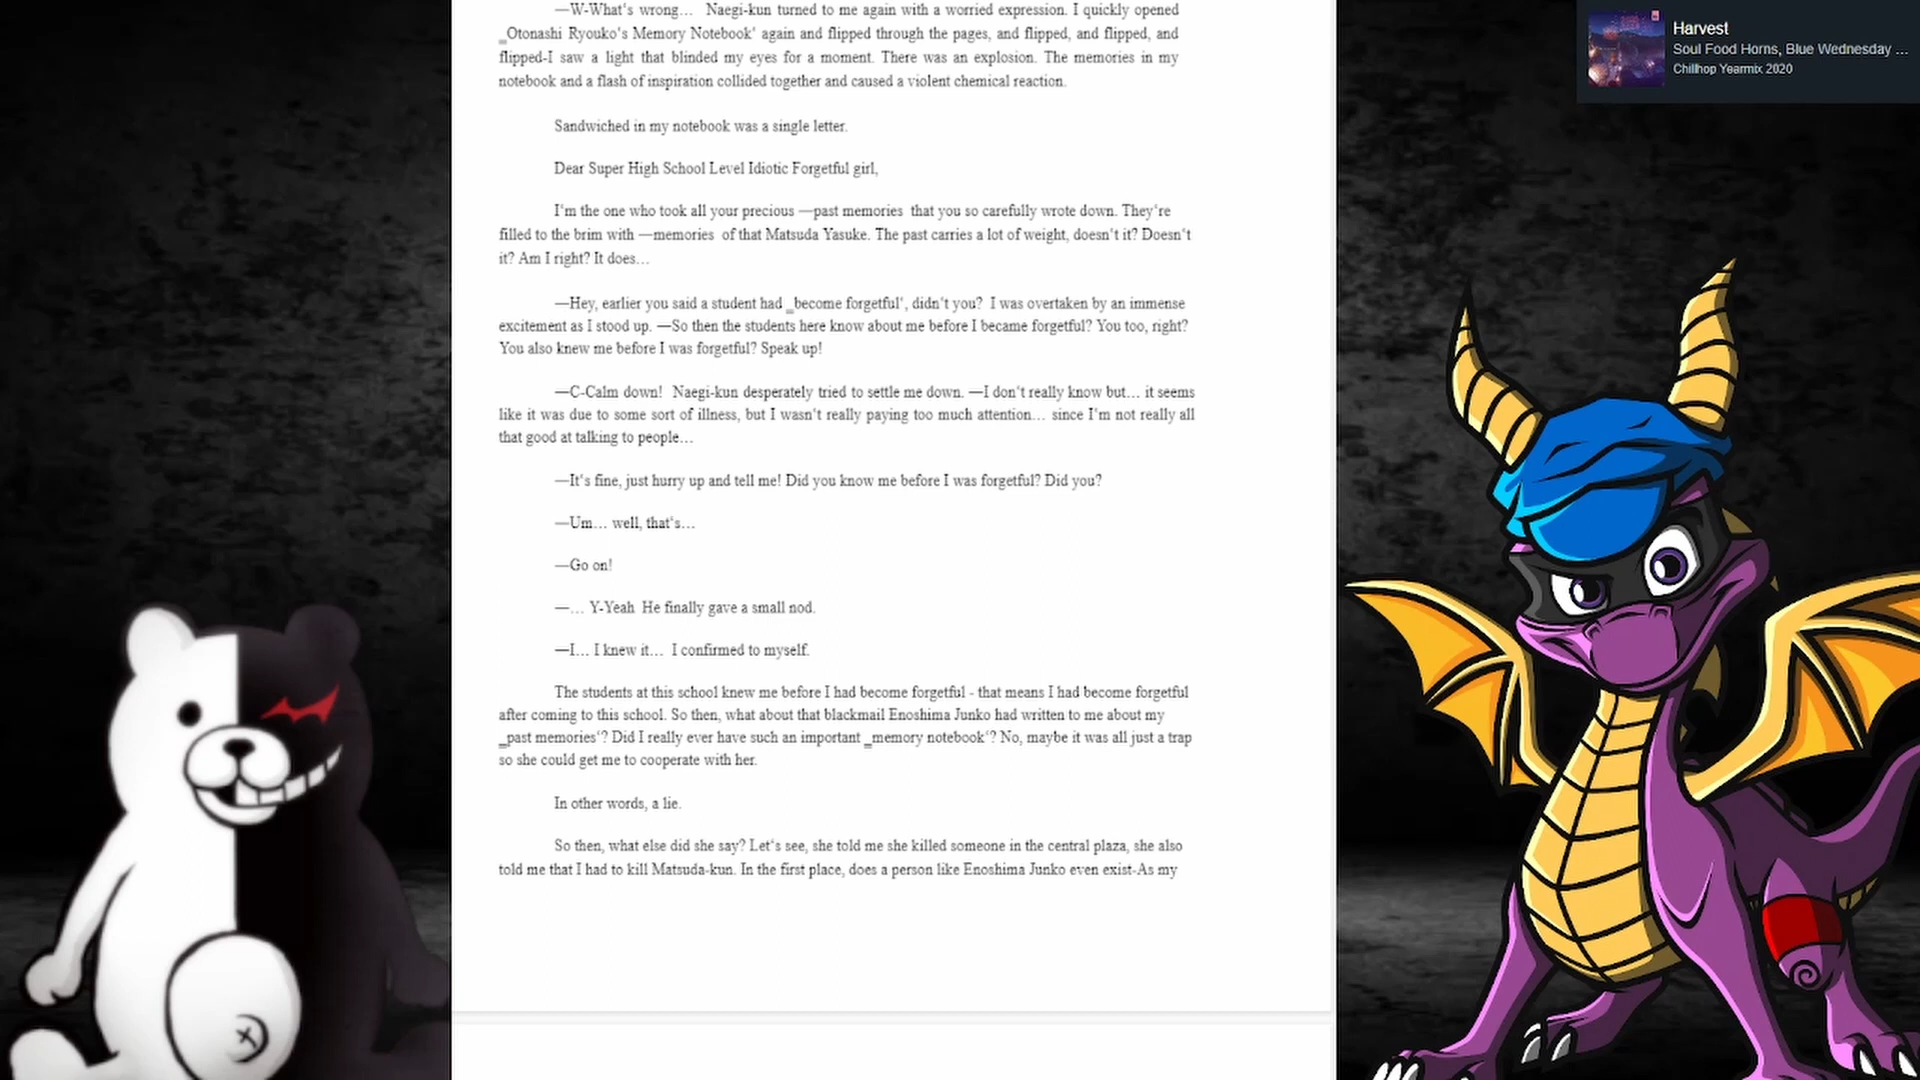 —W-What's wrong… Naegi-kun turned to me again with a worried expression. I quickly opened
‗Otonashi Ryouko's Memory Notebook' again and flipped through the pages, and flipped, and flipped, and
flipped-I saw a light that blinded my eyes for a moment. There was an explosion. The memories in my
notebook and a flash of inspiration collided together and caused a violent chemical reaction.
Sandwiched in my notebook was a single letter.
Dear Super High School Level Idiotic Forgetful girl,
I'm the one who took all your precious —past memories that you so carefully wrote down. They're
filled to the brim with —memories of that Matsuda Yasuke. The past carries a lot of weight, doesn't it? Doesn't
it? Am I right? It does…
—Hey, earlier you said a student had ‗become forgetful', didn't you? I was overtaken by an immense
excitement as I stood up. —So then the students here know about me before I became forgetful? You too, right?
You also knew me before I was forgetful? Speak up!
—C-Calm down! Naegi-kun desperately tried to settle me down. —I don't really know but… it seems
like it was due to some sort of illness, but I wasn't really paying too much attention… since I'm not really all
that good at talking to people…
—It's fine, just hurry up and tell me! Did you know me before I was forgetful? Did you?
—Um… well, that's…
—Go on!
—… Y-Yeah He finally gave a small nod.
—I… I knew it… I confirmed to myself.
The students at this school knew me before I had become forgetful - that means I had become forgetful
after coming to this school. So then, what about that blackmail Enoshima Junko had written to me about my
‗past memories'? Did I really ever have such an important ‗memory notebook'? No, maybe it was all just a trap
so she could get me to cooperate with her.
In other words, a lie.
So then, what else did she say? Let's see, she told me she killed someone in the central plaza, she also
told me that I had to kill Matsuda-kun. In the first place, does a person like Enoshima Junko even exist-As my
Harvest
Soul Food Horns, Blue Wednesday ...
Chillhop Yearmix 2020